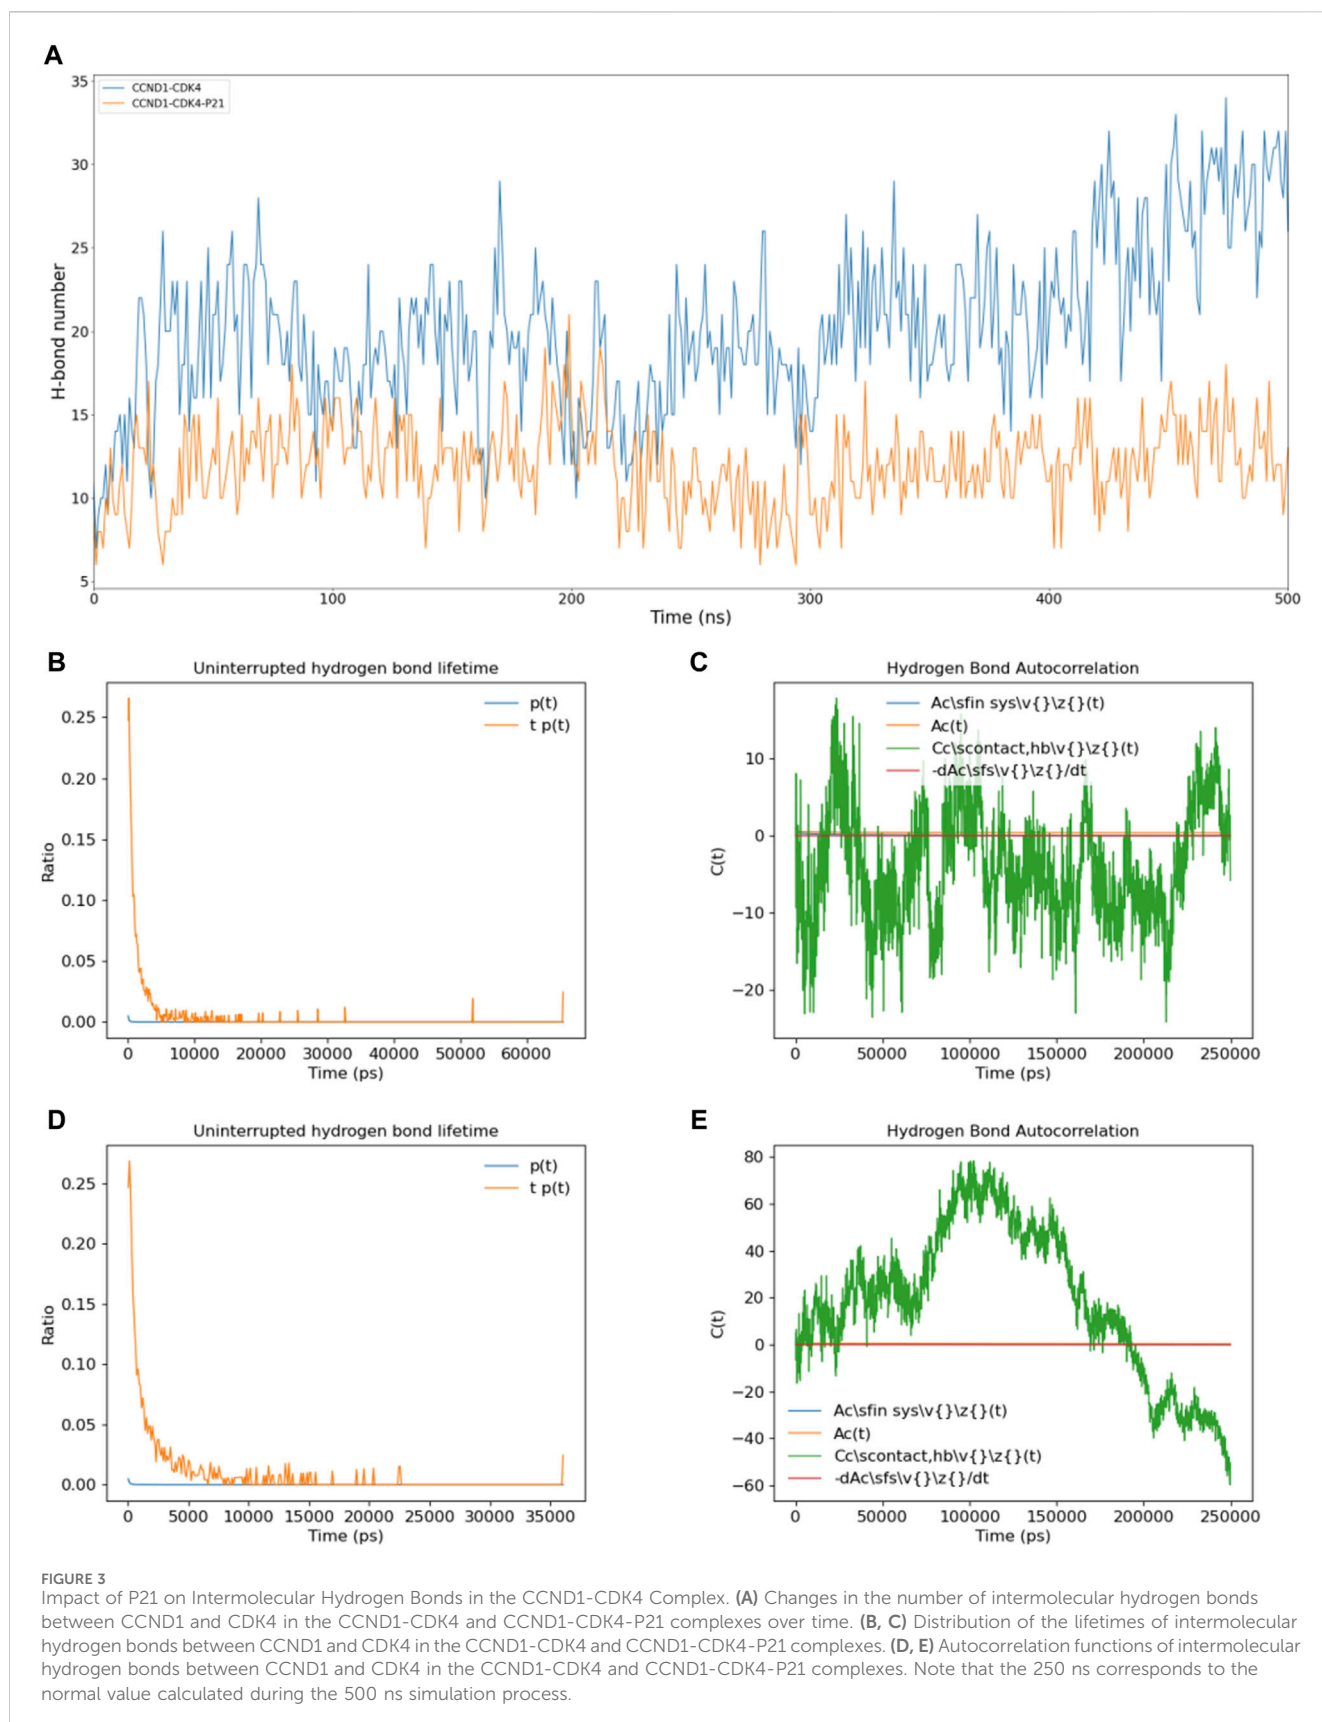 A
35
30
25
20
15
10
5
H-bond number
CCND1-CDK4
CCND1-CDK4-P21
0
100
200
300
400
500
Time (ns)
B
Uninterrupted hydrogen bond lifetime
p(t)
t p(t)
0.25
0.20
0.15
0.10
0.05
0.00
Ratio
0
10000
20000
30000
40000
50000
60000
Time (ps)
C
Hydrogen Bond Autocorrelation
Ac\sfin sys\v{}\z{}(t)
Ac(t)
Cc\scontact,hb\v{}\z{}(t)
-dAc\sfs\v{}\z{}/dt
10
0
−10
−20
C(t)
0
50000
100000
150000
200000
250000
Time (ps)
D
Uninterrupted hydrogen bond lifetime
p(t)
t p(t)
0.25
0.20
0.15
0.10
0.05
0.00
Ratio
0
5000
10000
15000
20000
25000
30000
35000
Time (ps)
E
Hydrogen Bond Autocorrelation
80
60
40
20
0
−20
−40
−60
C(t)
Ac\sfin sys\v{}\z{}(t)
Ac(t)
Cc\scontact,hb\v{}\z{}(t)
-dAc\sfs\v{}\z{}/dt
0
50000
100000
150000
200000
250000
Time (ps)
FIGURE 3
Impact of P21 on Intermolecular Hydrogen Bonds in the CCND1-CDK4 Complex. (A) Changes in the number of intermolecular hydrogen bonds
between CCND1 and CDK4 in the CCND1-CDK4 and CCND1-CDK4-P21 complexes over time. (B, C) Distribution of the lifetimes of intermolecular
hydrogen bonds between CCND1 and CDK4 in the CCND1-CDK4 and CCND1-CDK4-P21 complexes. (D, E) Autocorrelation functions of intermolecular
hydrogen bonds between CCND1 and CDK4 in the CCND1-CDK4 and CCND1-CDK4-P21 complexes. Note that the 250 ns corresponds to the
normal value calculated during the 500 ns simulation process.